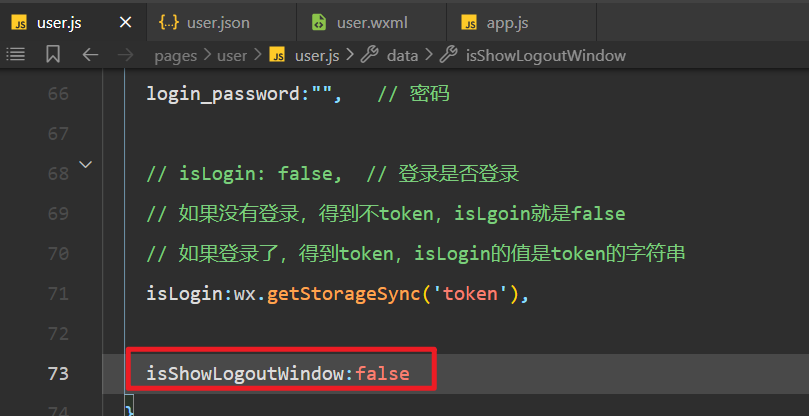 JS user.js × {..} user.json user.wxml JS app.js
pages > user > JS user.js > data > isShowLogoutWindow
66 login_password:"", // 密码
67
68 // isLogin: false, // 登录是否登录
69 // 如果没有登录，得到不token，isLgoin就是false
70 // 如果登录了，得到token，isLogin的值是token的字符串
71 isLogin:wx.getStorageSync('token'),
72
73 isShowLogoutWindow:false
74 }